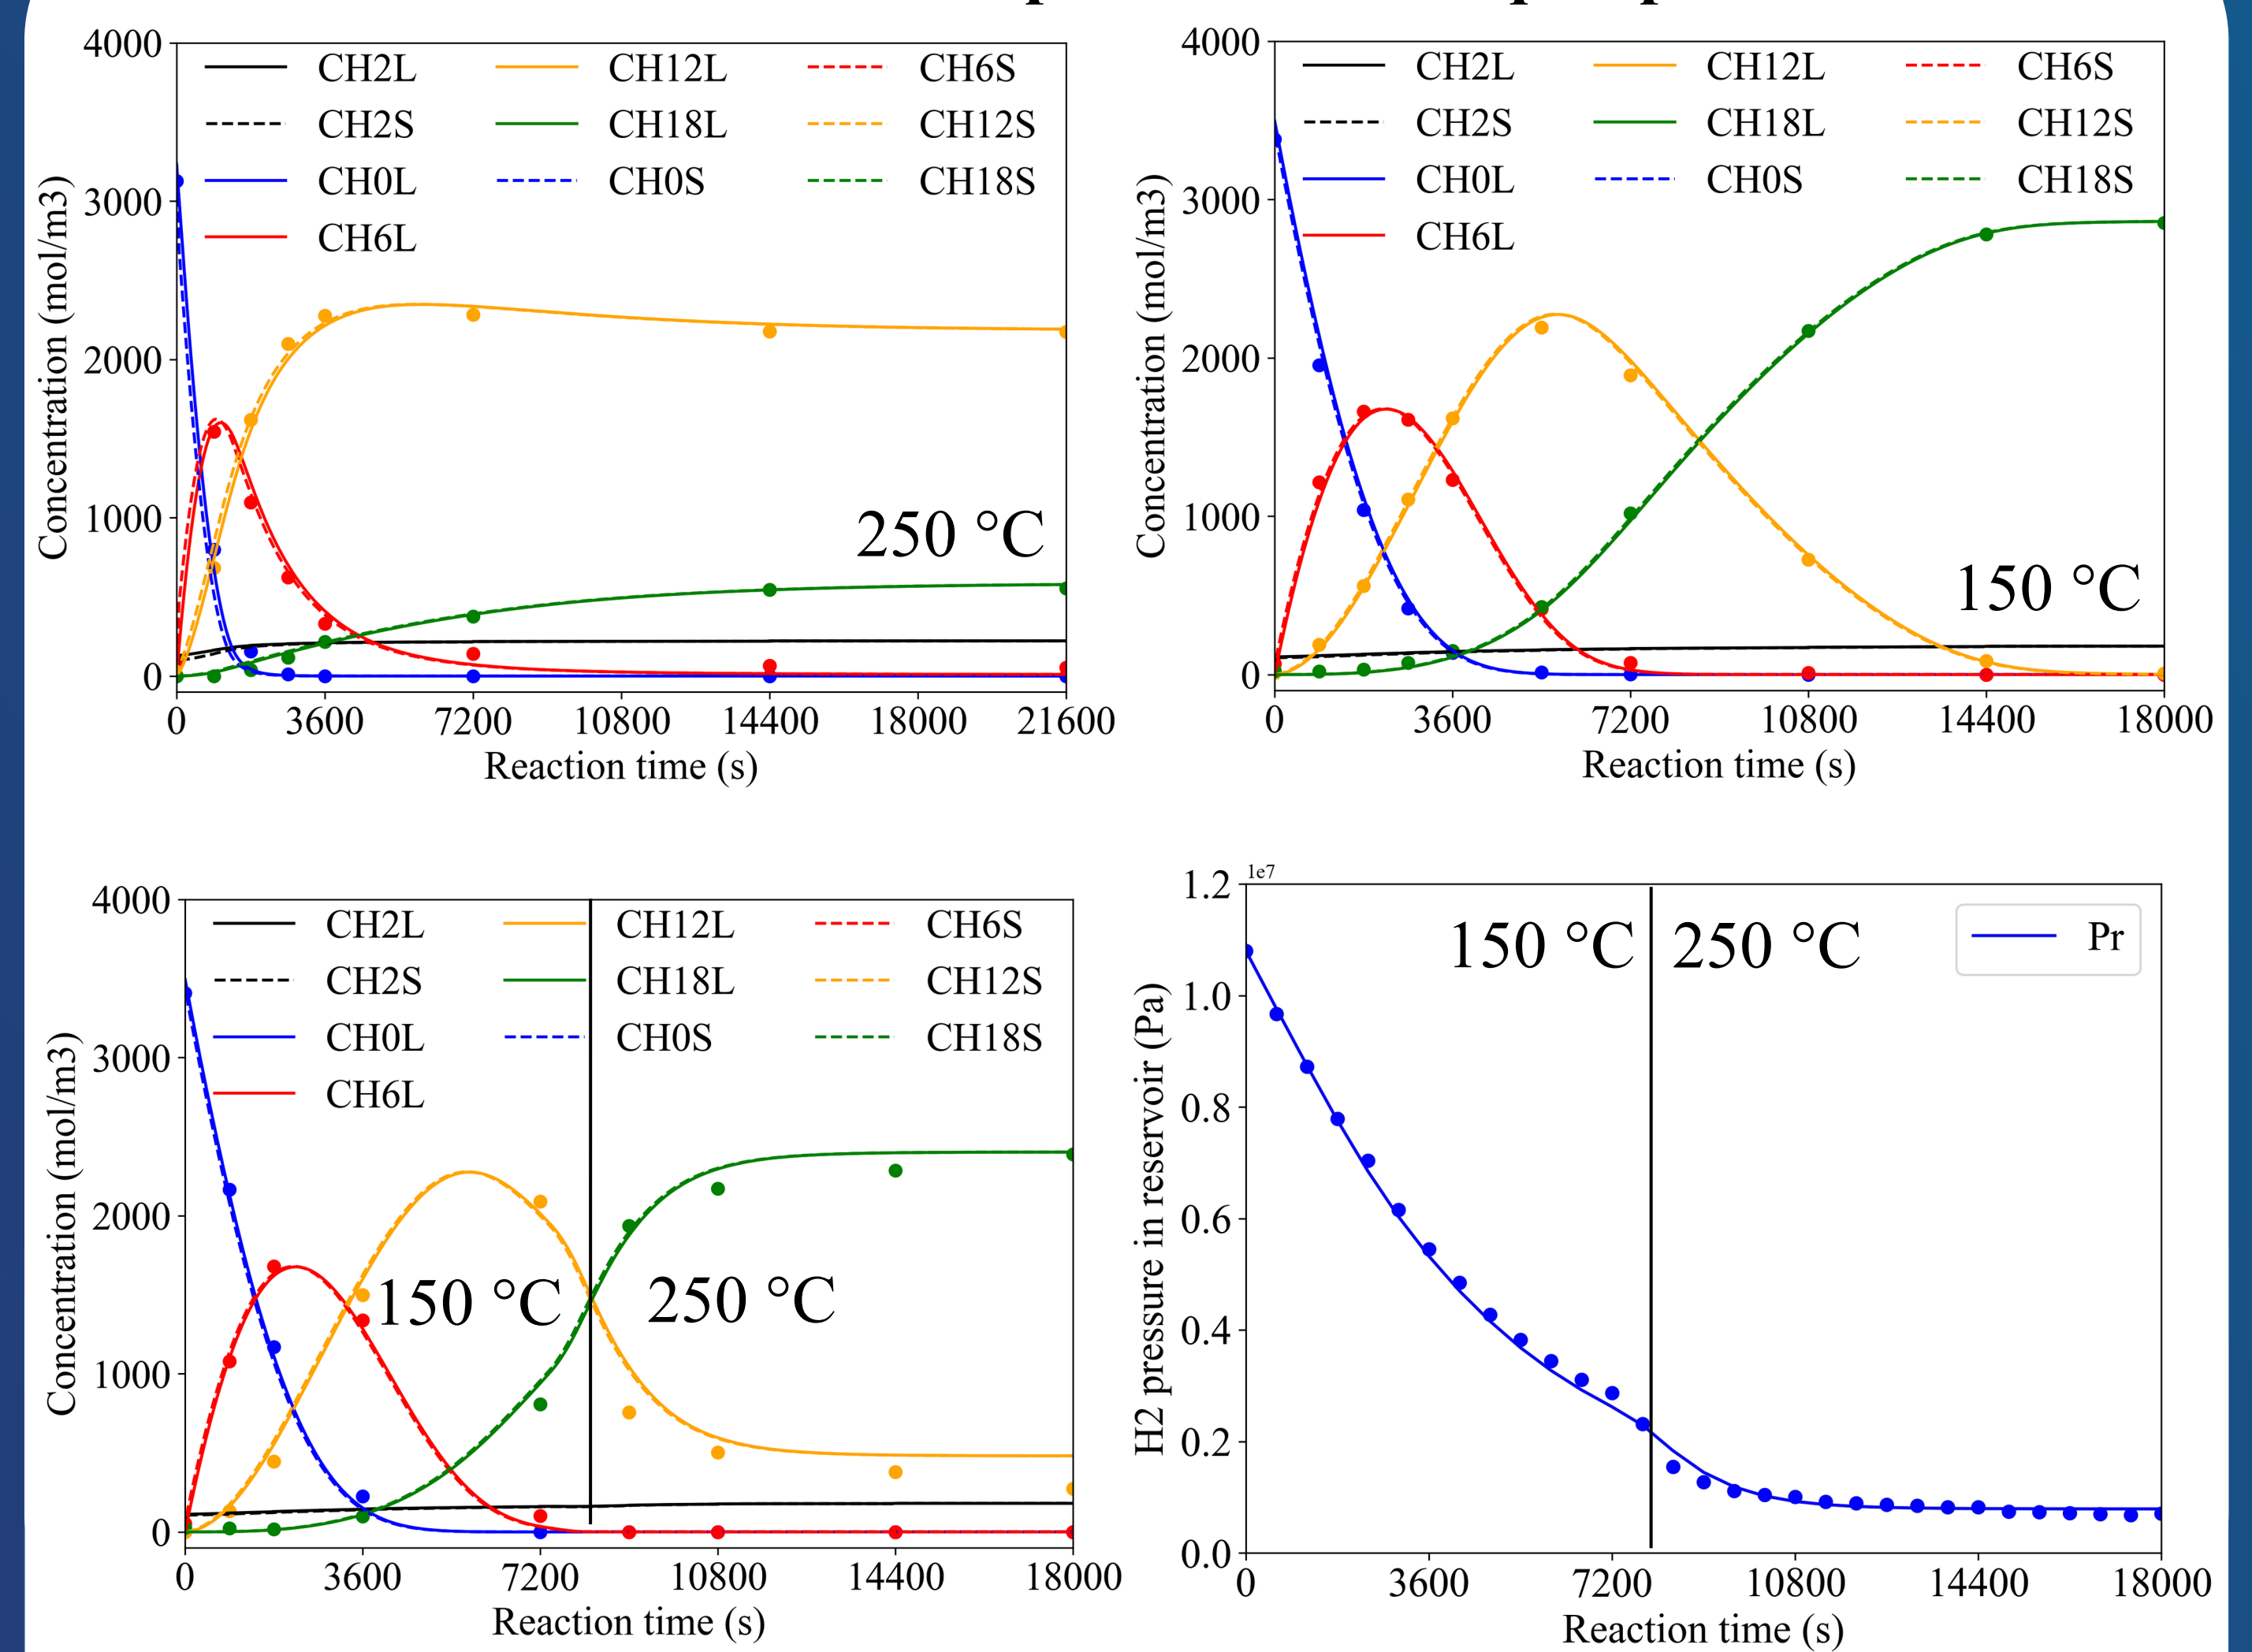 4000
3000
2000
1000
0
Concentration (mol/m3)
CH2L CH12L CH6S
CH2S CH18L CH12S
CH0L CH0S CH18S
CH6L
250 °C
0 3600 7200 10800 14400 18000 21600
Reaction time (s)
4000
3000
2000
1000
0
Concentration (mol/m3)
CH2L CH12L CH6S
CH2S CH18L CH12S
CH0L CH0S CH18S
CH6L
150 °C
0 3600 7200 10800 14400 18000
Reaction time (s)
4000
3000
2000
1000
0
Concentration (mol/m3)
CH2L CH12L CH6S
CH2S CH18L CH12S
CH0L CH0S CH18S
CH6L
150 °C 250 °C
0 3600 7200 10800 14400 18000
Reaction time (s)
1e7
1.2
1.0
0.8
0.6
0.4
0.2
0.0
H2 pressure in reservoir (Pa)
150 °C 250 °C
Pr
0 3600 7200 10800 14400 18000
Reaction time (s)